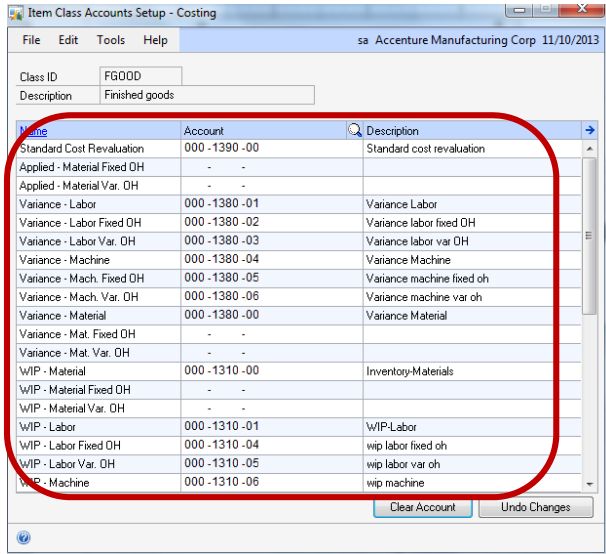 Item Class Accounts Setup - Costing
File Edit Tools Help sa Accenture Manufacturing Corp 11/10/2013
Class ID FGOOD
Description Finished goods
Name Account Description
Standard Cost Revaluation 000 -1390 -00 Standard cost revaluation
Applied - Material Fixed OH - -
Applied - Material Var. OH - -
Variance - Labor 000 -1380 -01 Variance Labor
Variance - Labor Fixed OH 000 -1380 -02 Variance labor fixed OH
Variance - Labor Var. OH 000 -1380 -03 Variance labor var OH
Variance - Machine 000 -1380 -04 Variance Machine
Variance - Mach. Fixed OH 000 -1380 -05 Variance machine fixed oh
Variance - Mach. Var. OH 000 -1380 -06 Variance machine var oh
Variance - Material 000 -1380 -00 Variance Material
Variance - Mat. Fixed OH - -
Variance - Mat. Var. OH - -
WIP - Material 000 -1310 -00 Inventory-Materials
WIP - Material Fixed OH - -
WIP - Material Var. OH - -
WIP - Labor 000 -1310 -01 WIP-Labor
WIP - Labor Fixed OH 000 -1310 -04 wip labor fixed oh
WIP - Labor Var. OH 000 -1310 -05 wip labor var oh
WIP - Machine 000 -1310 -06 wip machine
Clear Account Undo Changes